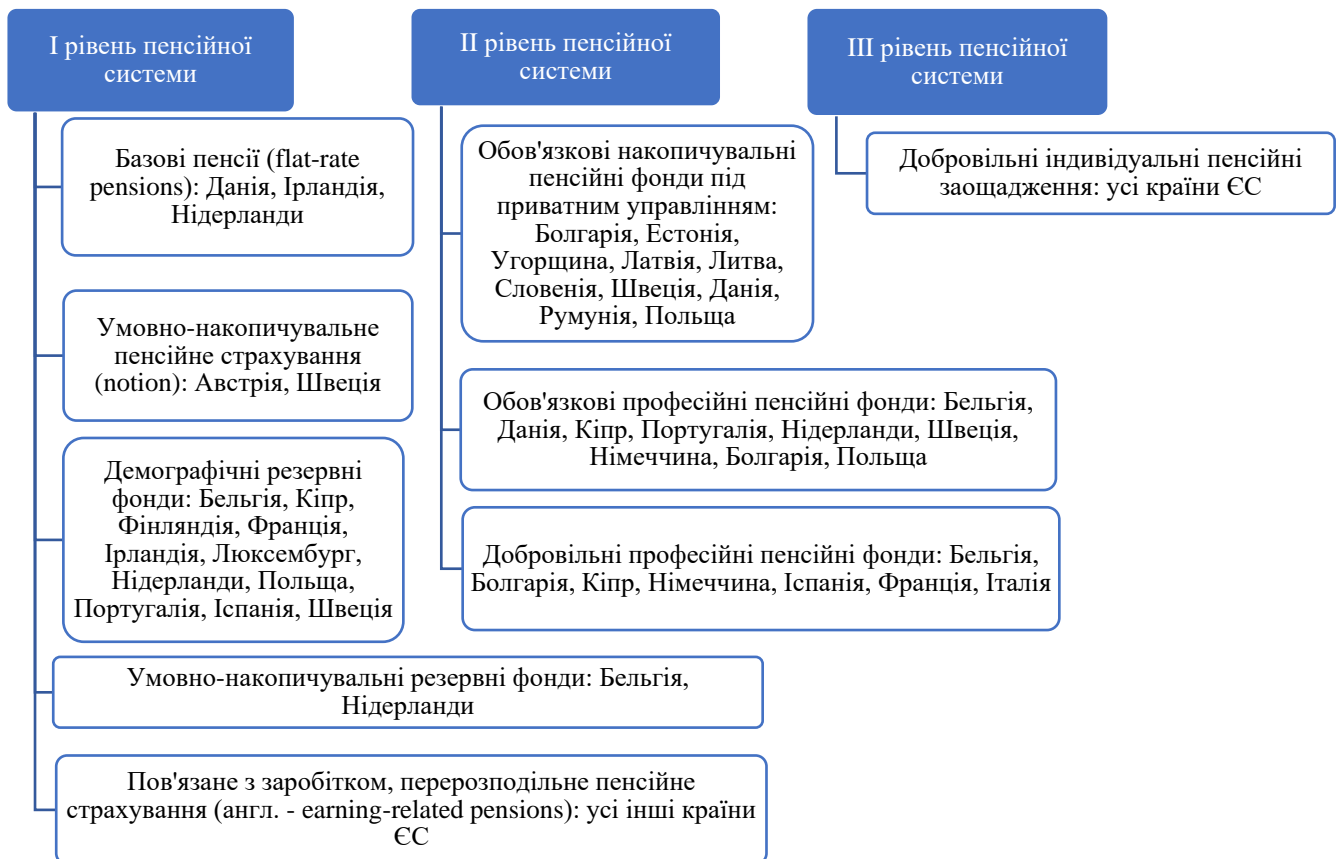 І рівень пенсійної
системи
Базові пенсії (flat-rate
pensions): Данія, Ірландія,
Нідерланди
Умовно-накопичувальне
пенсійне страхування
(notion): Австрія, Швеція
Демографічні резервні
фонди: Бельгія, Кіпр,
Фінляндія, Франція,
Ірландія, Люксембург,
Нідерланди, Польща,
Португалія, Іспанія, Швеція
Умовно-накопичувальні резервні фонди: Бельгія,
Нідерланди
Пов'язане з заробітком, перерозподільне пенсійне
страхування (англ. - earning-related pensions): усі інші країни
ЄС
ІІ рівень пенсійної
системи
Обов'язкові накопичувальні
пенсійні фонди під
приватним управлінням:
Болгарія, Естонія,
Угорщина, Латвія, Литва,
Словенія, Швеція, Данія,
Румунія, Польща
Обов'язкові професійні пенсійні фонди: Бельгія,
Данія, Кіпр, Португалія, Нідерланди, Швеція,
Німеччина, Болгарія, Польща
Добровільні професійні пенсійні фонди: Бельгія,
Болгарія, Кіпр, Німеччина, Іспанія, Франція, Італія
ІІІ рівень пенсійної
системи
Добровільні індивідуальні пенсійні
заощадження: усі країни ЄС